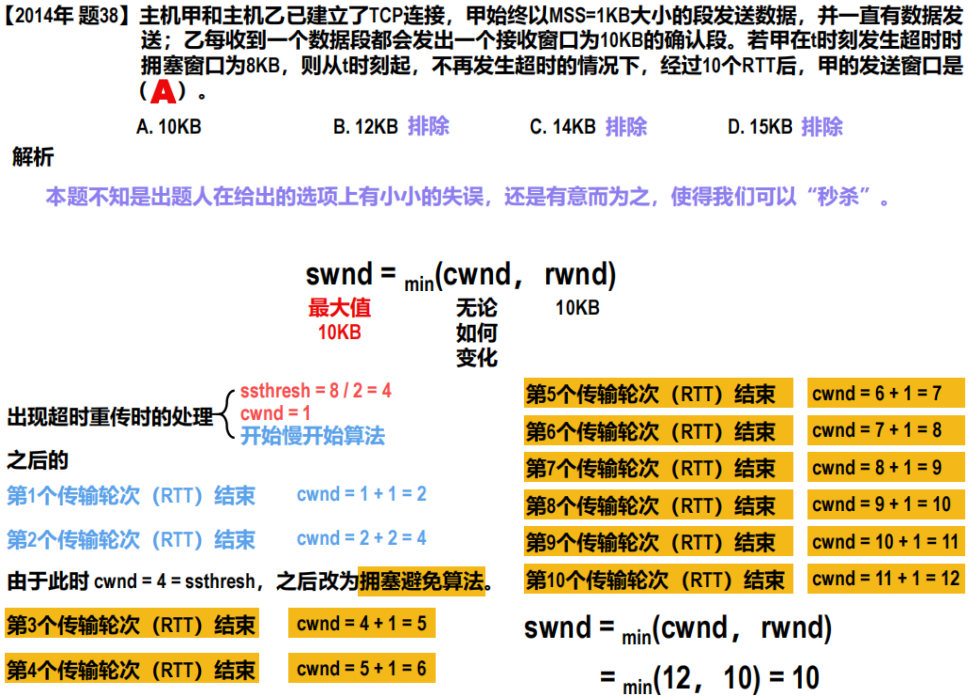 【2014年 题38】主机甲和主机乙已建立了TCP连接，甲始终以MSS=1KB大小的段发送数据，并一直有数据发
送；乙每收到一个数据段都会发出一个接收窗口为10KB的确认段。若甲在t时刻发生超时时
拥塞窗口为8KB，则从t时刻起，不再发生超时的情况下，经过10个RTT后，甲的发送窗口是
（A）。
A. 10KB B. 12KB 排除 C. 14KB 排除 D. 15KB 排除
解析
本题不知是出题人在给出的选项上有小小的失误，还是有意而为之，使得我们可以“秒杀”。
swnd = min(cwnd， rwnd)
最大值 无论 10KB
10KB 如何
变化
出现超时重传时的处理
ssthresh = 8 / 2 = 4
cwnd = 1
开始慢开始算法
之后的
第1个传输轮次（RTT）结束 cwnd = 1 + 1 = 2
第2个传输轮次（RTT）结束 cwnd = 2 + 2 = 4
由于此时 cwnd = 4 = ssthresh，之后改为拥塞避免算法。
第3个传输轮次（RTT）结束 cwnd = 4 + 1 = 5
第4个传输轮次（RTT）结束 cwnd = 5 + 1 = 6
第5个传输轮次（RTT）结束 cwnd = 6 + 1 = 7
第6个传输轮次（RTT）结束 cwnd = 7 + 1 = 8
第7个传输轮次（RTT）结束 cwnd = 8 + 1 = 9
第8个传输轮次（RTT）结束 cwnd = 9 + 1 = 10
第9个传输轮次（RTT）结束 cwnd = 10 + 1 = 11
第10个传输轮次（RTT）结束 cwnd = 11 + 1 = 12
swnd = min(cwnd， rwnd)
= min(12， 10) = 10